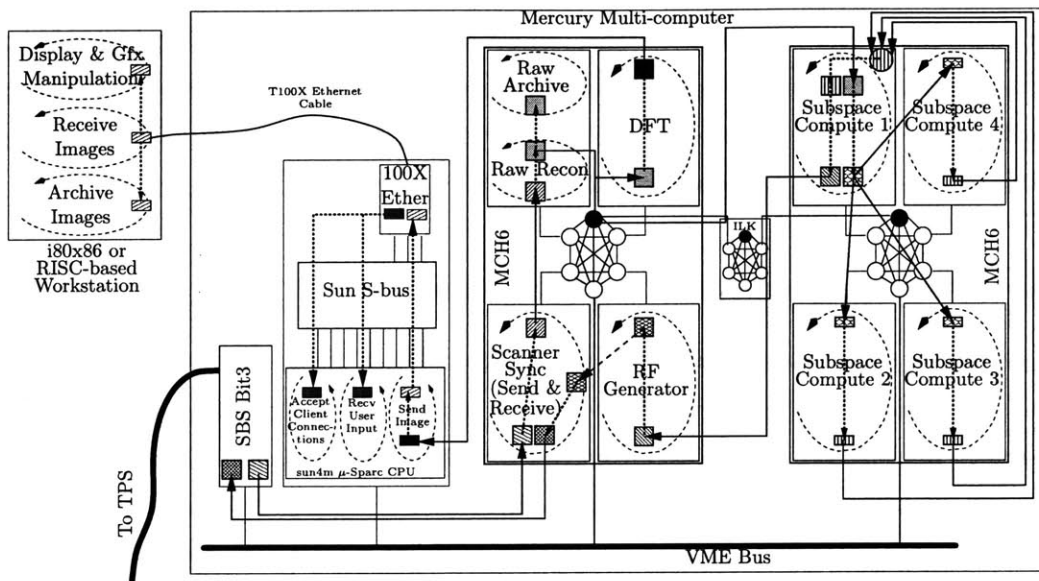 Mercury Multi-computer
Display & Gfx
Manipulation
Receive
Images
Archive
Images
i80x86 or
RISC-based
Workstation
T100X Ethernet
Cable
100X
Ether
Sun S-bus
Accept
Client
Connec-
tions
Recv
User
Input
Send
Image
sun4m μ-Sparc CPU
SBS Bit3
To TPS
Raw
Archive
Raw Recon
DFT
MCH6
Scanner
Sync
(Send &
Receive)
RF
Generator
ILK
Subspace
Compute 1
Subspace
Compute 4
MCH6
Subspace
Compute 2
Subspace
Compute 3
VME Bus